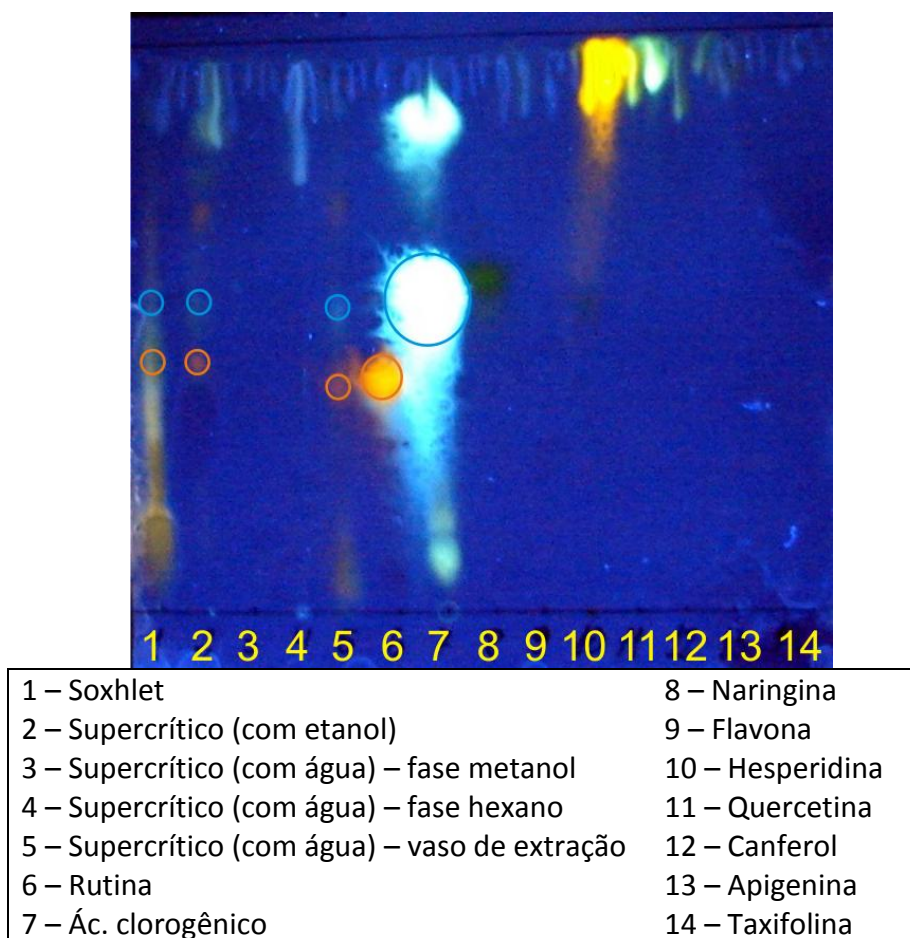 1 2 3 4 5 6 7 8 9 10 11 12 13 14
1 – Soxhlet
2 – Supercrítico (com etanol)
3 – Supercrítico (com água) – fase metanol
4 – Supercrítico (com água) – fase hexano
5 – Supercrítico (com água) – vaso de extração
6 – Rutina
7 – Ác. clorogênico
8 – Naringina
9 – Flavona
10 – Hesperidina
11 – Quercetina
12 – Canferol
13 – Apigenina
14 – Taxifolina